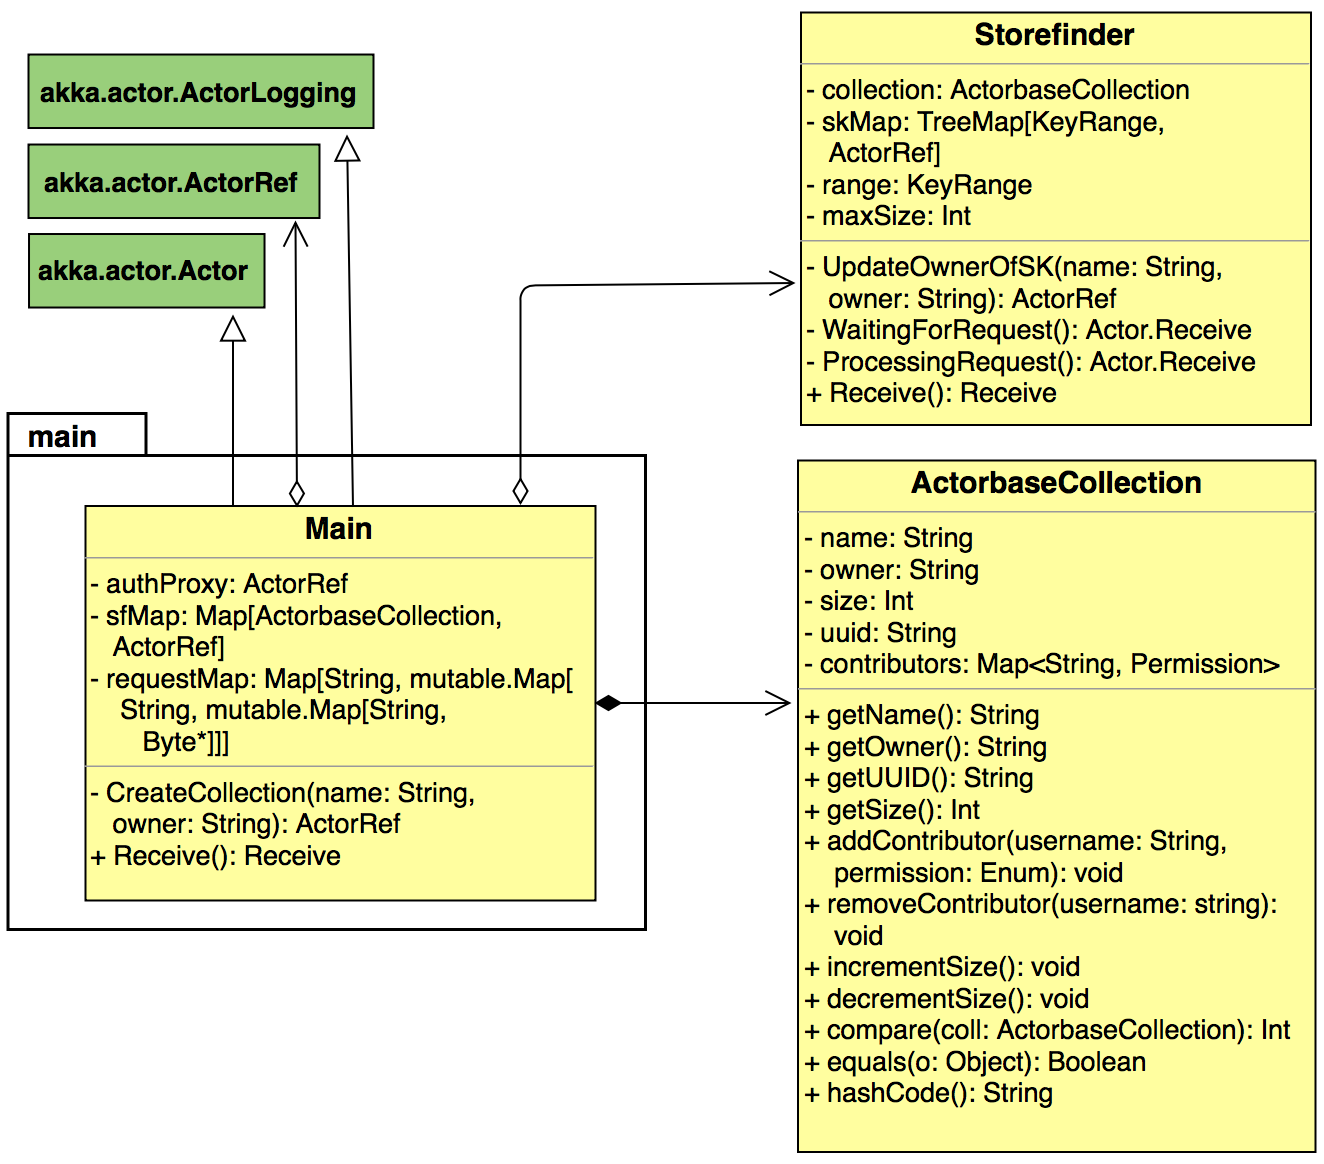 akka.actor.ActorLogging
akka.actor.ActorRef
akka.actor.Actor
main
Main
- authProxy: ActorRef
- sfMap: Map[ActorbaseCollection,
ActorRef]
- requestMap: Map[String, mutable.Map[
String, mutable.Map[String,
Byte*]]]
- CreateCollection(name: String,
owner: String): ActorRef
+ Receive(): Receive
Storefinder
- collection: ActorbaseCollection
- skMap: TreeMap[KeyRange,
ActorRef]
- range: KeyRange
- maxSize: Int
- UpdateOwnerOfSK(name: String,
owner: String): ActorRef
- WaitingForRequest(): Actor.Receive
- ProcessingRequest(): Actor.Receive
+ Receive(): Receive
ActorbaseCollection
- name: String
- owner: String
- size: Int
- uuid: String
- contributors: Map<String, Permission>
+ getName(): String
+ getOwner(): String
+ getUUID(): String
+ getSize(): Int
+ addContributor(username: String,
permission: Enum): void
+ removeContributor(username: string):
void
+ incrementSize(): void
+ decrementSize(): void
+ compare(coll: ActorbaseCollection): Int
+ equals(o: Object): Boolean
+ hashCode(): String